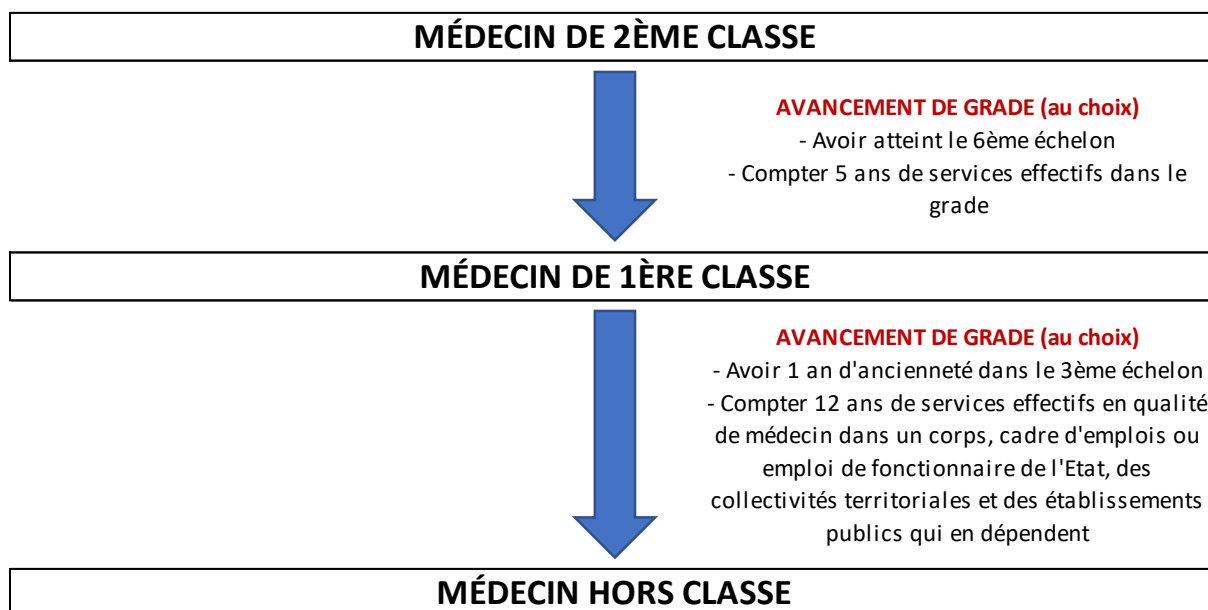 MÉDECIN DE 2ÈME CLASSE
AVANCEMENT DE GRADE (au choix)
- Avoir atteint le 6ème échelon
- Compter 5 ans de services effectifs dans le
grade
MÉDECIN DE 1ÈRE CLASSE
AVANCEMENT DE GRADE (au choix)
- Avoir 1 an d'ancienneté dans le 3ème échelon
- Compter 12 ans de services effectifs en qualité
de médecin dans un corps, cadre d'emplois ou
emploi de fonctionnaire de l'Etat, des
collectivités territoriales et des établissements
publics qui en dépendent
MÉDECIN HORS CLASSE